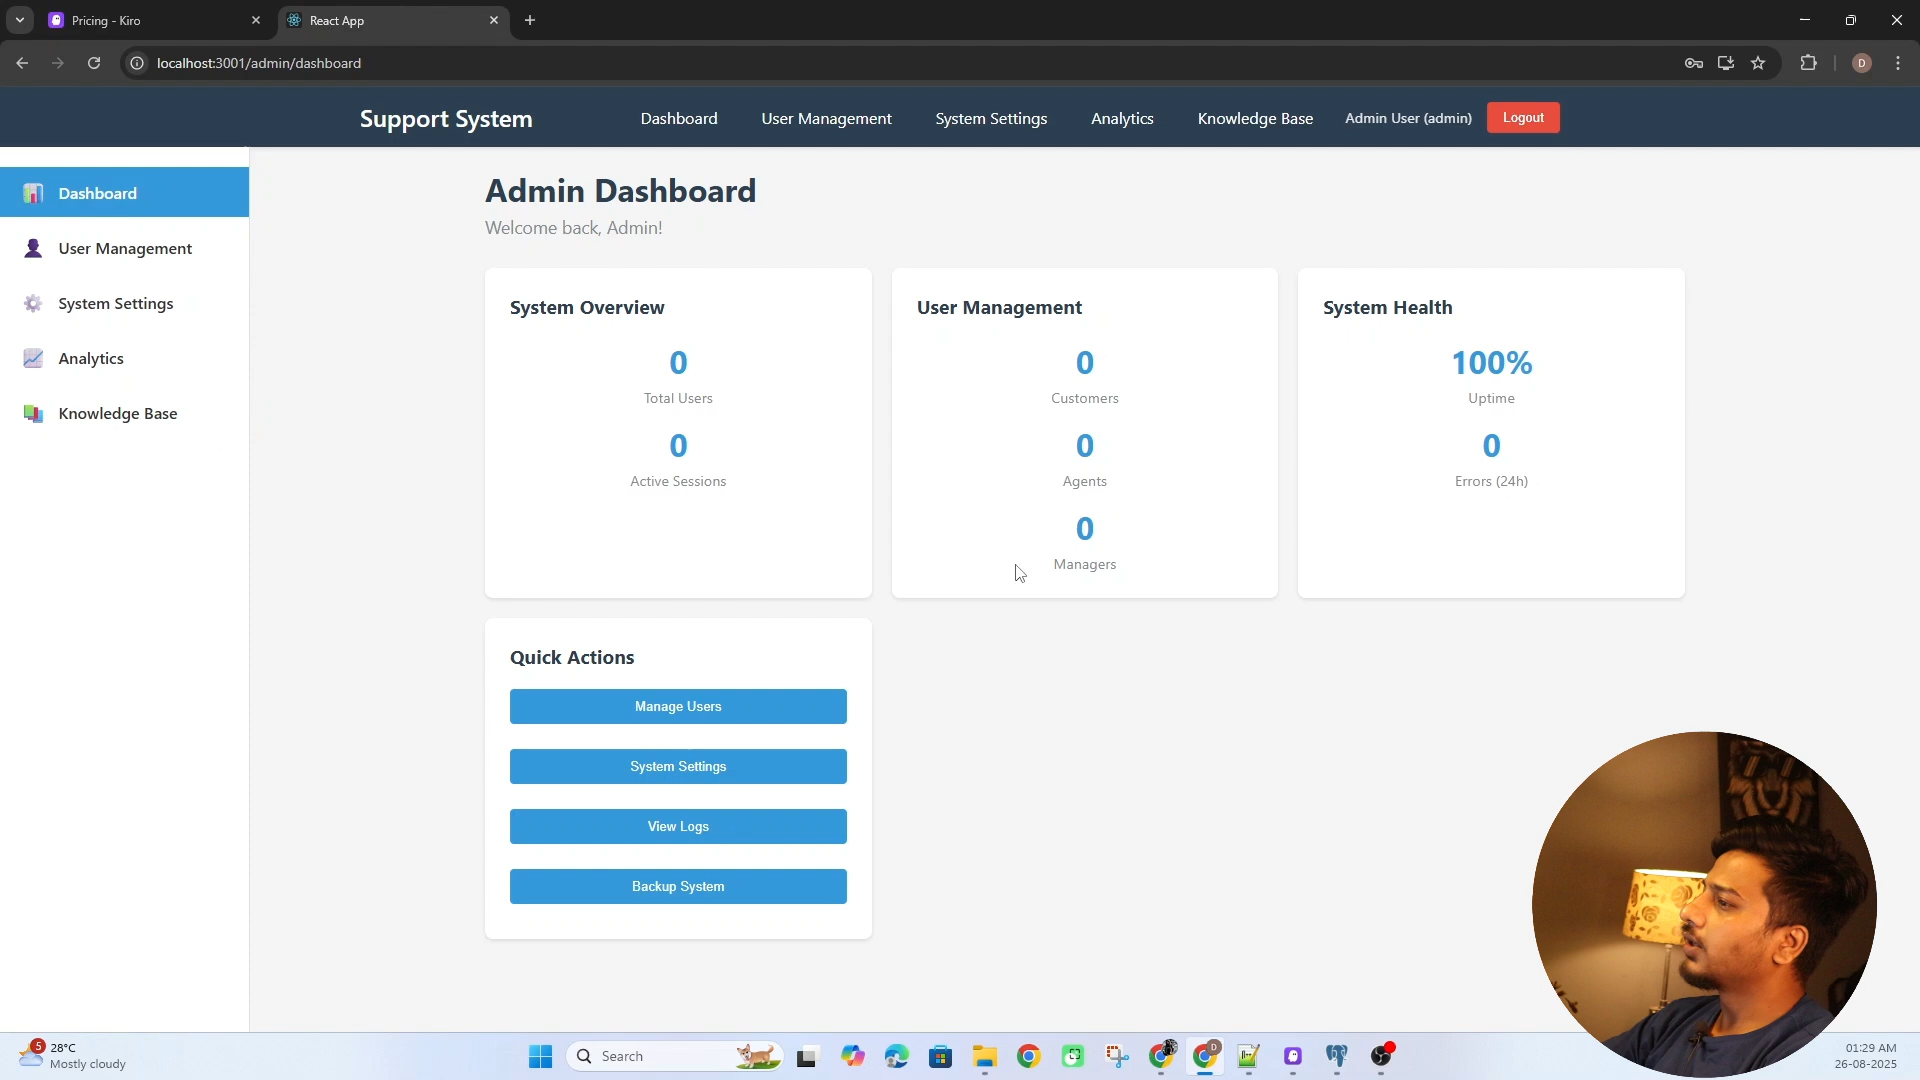 Pricing - Kiro
React App
localhost:3001/admin/dashboard
D
Support System
Dashboard
User Management
System Settings
Analytics
Knowledge Base
Admin User (admin)
Logout
Dashboard
User Management
System Settings
Analytics
Knowledge Base
Admin Dashboard
Welcome back, Admin!
System Overview
0
Total Users
0
Active Sessions
User Management
0
Customers
0
Agents
0
Managers
System Health
100%
Uptime
0
Errors (24h)
Quick Actions
Manage Users
System Settings
View Logs
Backup System
5
28°C
Mostly cloudy
Search
D
01:29 AM
26-08-2025